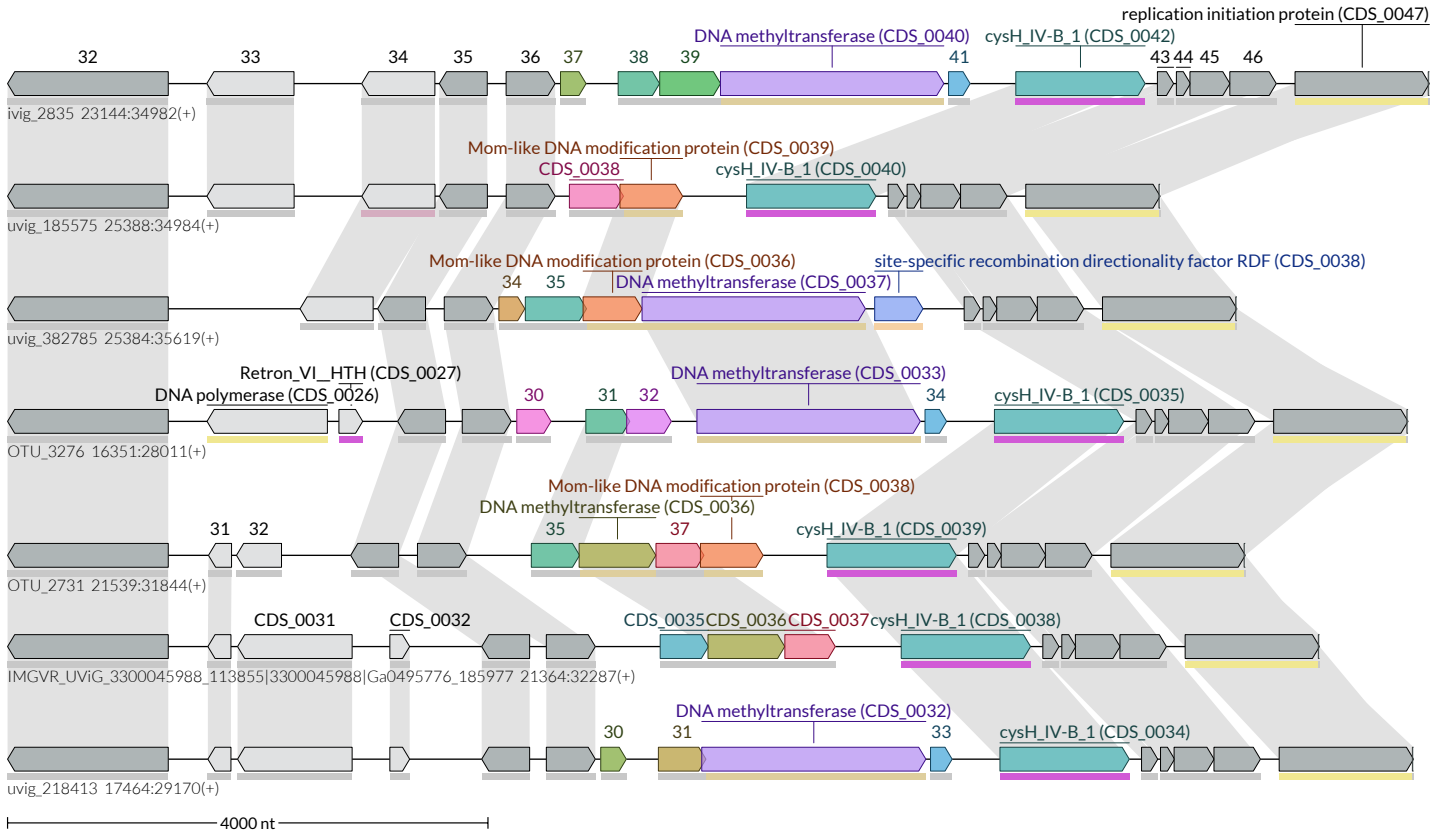 replication initiation protein (CDS_0047)
DNA methyltransferase (CDS_0040) cysH_IV-B_1 (CDS_0042)
32 33 34 35 36 37 38 39 41 43 44 45 46
ivig_2835 23144:34982(+)
Mom-like DNA modification protein (CDS_0039)
CDS_0038 cysH_IV-B_1 (CDS_0040)
uvig_185575 25388:34984(+)
Mom-like DNA modification protein (CDS_0036) site-specific recombination directionality factor RDF (CDS_0038)
34 35 DNA methyltransferase (CDS_0037)
uvig_382785 25384:35619(+)
Retron_VI__HTH (CDS_0027) DNA methyltransferase (CDS_0033)
DNA polymerase (CDS_0026) 30 31 32 34 cysH_IV-B_1 (CDS_0035)
OTU_3276 16351:28011(+)
Mom-like DNA modification protein (CDS_0038)
DNA methyltransferase (CDS_0036)
31 32 35 37 cysH_IV-B_1 (CDS_0039)
OTU_2731 21539:31844(+)
CDS_0031 CDS_0032 CDS_0035 CDS_0036 CDS_0037 cysH_IV-B_1 (CDS_0038)
IMGVR_UViG_3300045988_113855|3300045988|Ga0495776_185977 21364:32287(+)
DNA methyltransferase (CDS_0032)
30 31 33 cysH_IV-B_1 (CDS_0034)
uvig_218413 17464:29170(+)
4000 nt